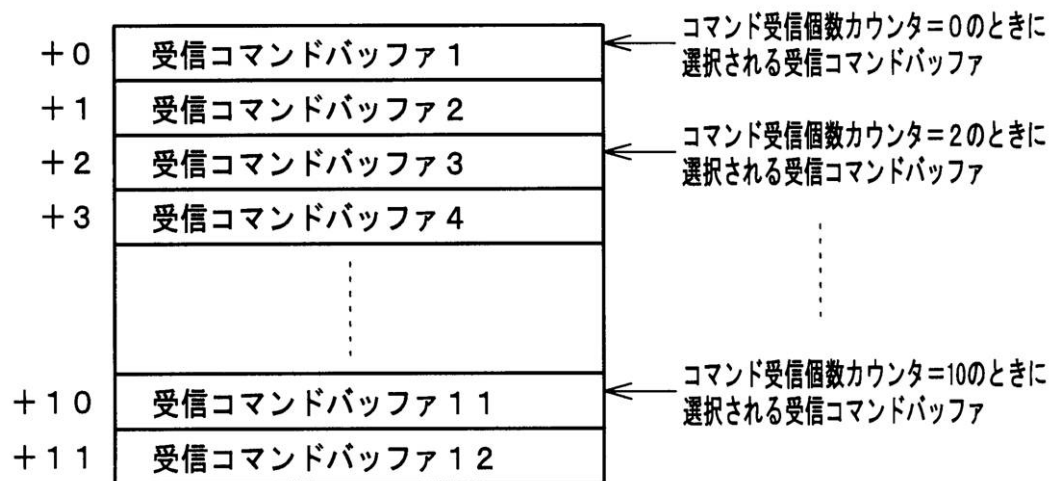 +0 受信コマンドバッファ1
コマンド受信個数カウンタ=0のときに
選択される受信コマンドバッファ
+1 受信コマンドバッファ2
+2 受信コマンドバッファ3
コマンド受信個数カウンタ=2のときに
選択される受信コマンドバッファ
+3 受信コマンドバッファ4
+10 受信コマンドバッファ11
コマンド受信個数カウンタ=10のときに
選択される受信コマンドバッファ
+11 受信コマンドバッファ12